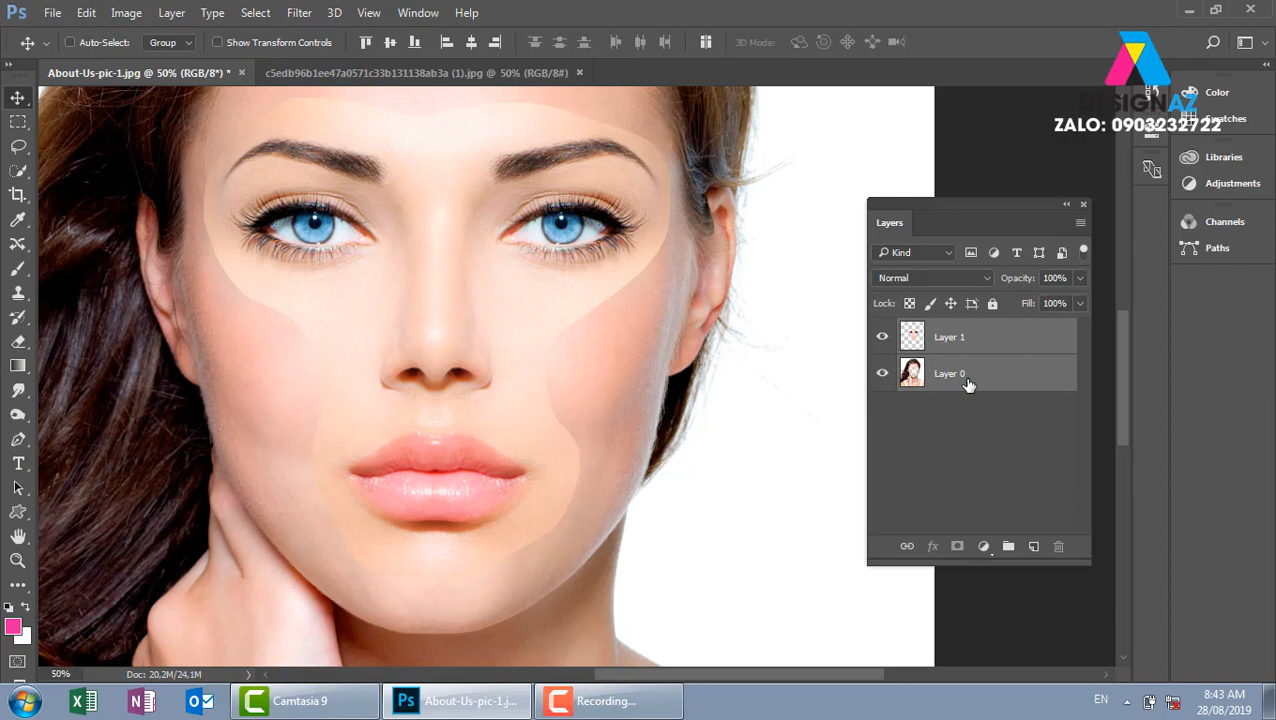 Ps File Edit Image Layer Type Select Filter 3D View Window Help
Auto-Select: Group Show Transform Controls 3D Mode:
About-Us-pic-1.jpg @ 50% (RGB/8*) * × c5edb96b1ee47a0571c33b131138ab3a (1).jpg @ 50% (RGB/8#) ×
DESIGNAZ
ZALO: 0903232722
Color
Swatches
Libraries
Adjustments
Channels
Paths
Layers
Kind
Normal Opacity: 100%
Lock: Fill: 100%
Layer 1
Layer 0
fx
50% Doc: 20,2M/24,1M
Camtasia 9 Ps About-Us-pic-1.j... Recording... EN 8:43 AM
28/08/2019